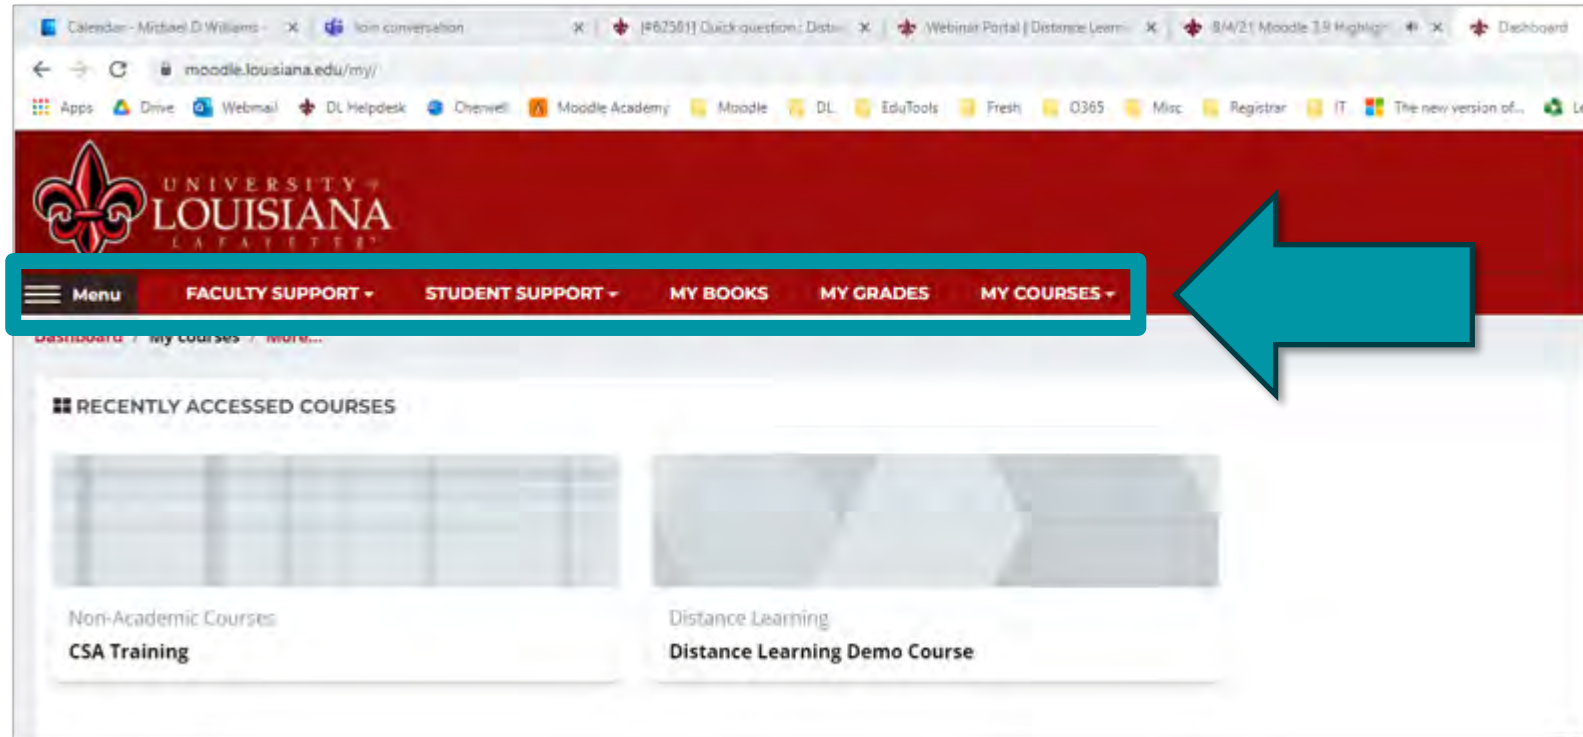 Calendar - Michael D Williams - Join conversation [#62581] Quick question : Dista Webinar Portal | Distance Learn 8/4/21 Moodle 3.9 Highligh Dashboard
moodle.louisiana.edu/my/
Apps Drive Webmail DL Helpdesk Cherwell Moodle Academy Moodle DL EduTools Fresh O365 Misc Registrar IT The new version of... Le
UNIVERSITY of
LOUISIANA
LAFAYETTE
Menu FACULTY SUPPORT STUDENT SUPPORT MY BOOKS MY GRADES MY COURSES
Dashboard / My courses / More...
RECENTLY ACCESSED COURSES
Non-Academic Courses Distance Learning
CSA Training Distance Learning Demo Course